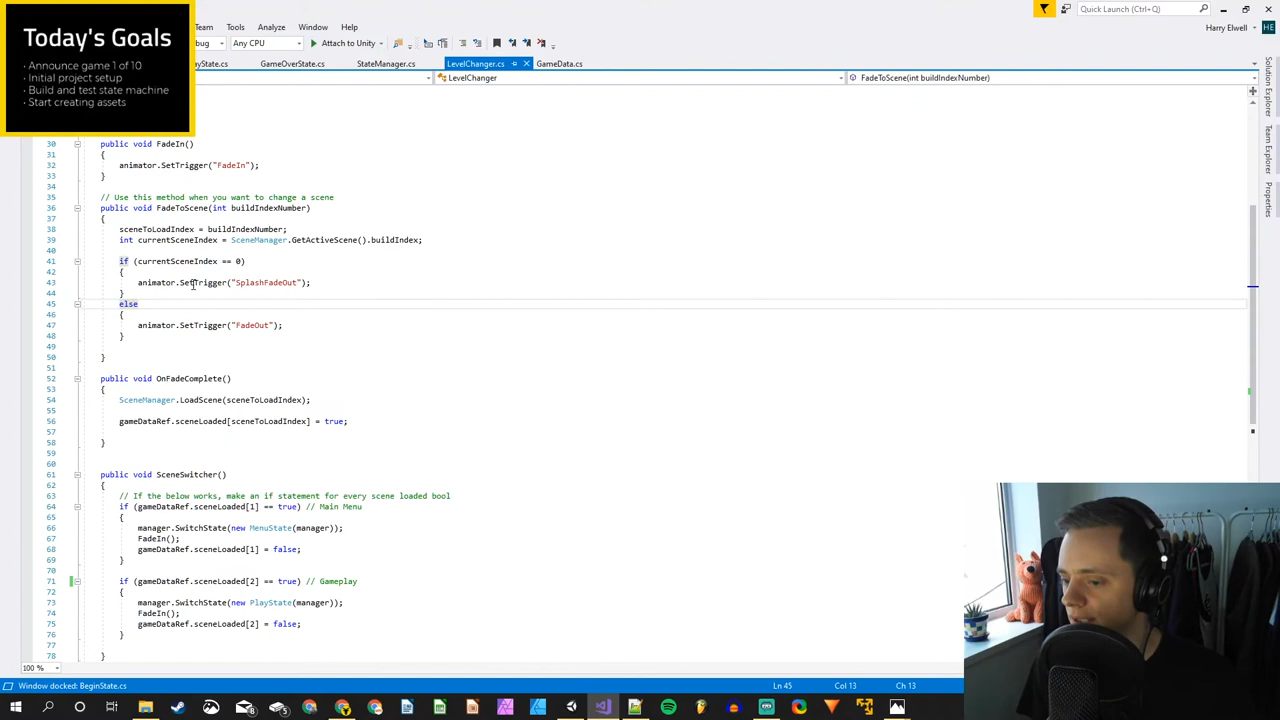 Today's Goals
· Announce game 1 of 10
· Initial project setup
· Build and test state machine
· Start creating assets
Team Tools Analyze Window Help
Quick Launch (Ctrl+Q)
Harry Elwell HE
bug Any CPU Attach to Unity
yState.cs GameOverState.cs StateManager.cs LevelChanger.cs GameData.cs
LevelChanger FadeToScene(int buildIndexNumber)
Solution Explorer
Team Explorer
Properties
30 public void FadeIn()
31 {
32 animator.SetTrigger("FadeIn");
33 }
34
35 // Use this method when you want to change a scene
36 public void FadeToScene(int buildIndexNumber)
37 {
38 sceneToLoadIndex = buildIndexNumber;
39 int currentSceneIndex = SceneManager.GetActiveScene().buildIndex;
40
41 if (currentSceneIndex == 0)
42 {
43 animator.SetTrigger("SplashFadeOut");
44 }
45 else
46 {
47 animator.SetTrigger("FadeOut");
48 }
49
50 }
51
52 public void OnFadeComplete()
53 {
54 SceneManager.LoadScene(sceneToLoadIndex);
55
56 gameDataRef.sceneLoaded[sceneToLoadIndex] = true;
57
58 }
59
60
61 public void SceneSwitcher()
62 {
63 // If the below works, make an if statement for every scene loaded bool
64 if (gameDataRef.sceneLoaded[1] == true) // Main Menu
65 {
66 manager.SwitchState(new MenuState(manager));
67 FadeIn();
68 gameDataRef.sceneLoaded[1] = false;
69 }
70
71 if (gameDataRef.sceneLoaded[2] == true) // Gameplay
72 {
73 manager.SwitchState(new PlayState(manager));
74 FadeIn();
75 gameDataRef.sceneLoaded[2] = false;
76 }
77
78 }
100 %
Window docked: BeginState.cs Ln 45 Col 13 Ch 13